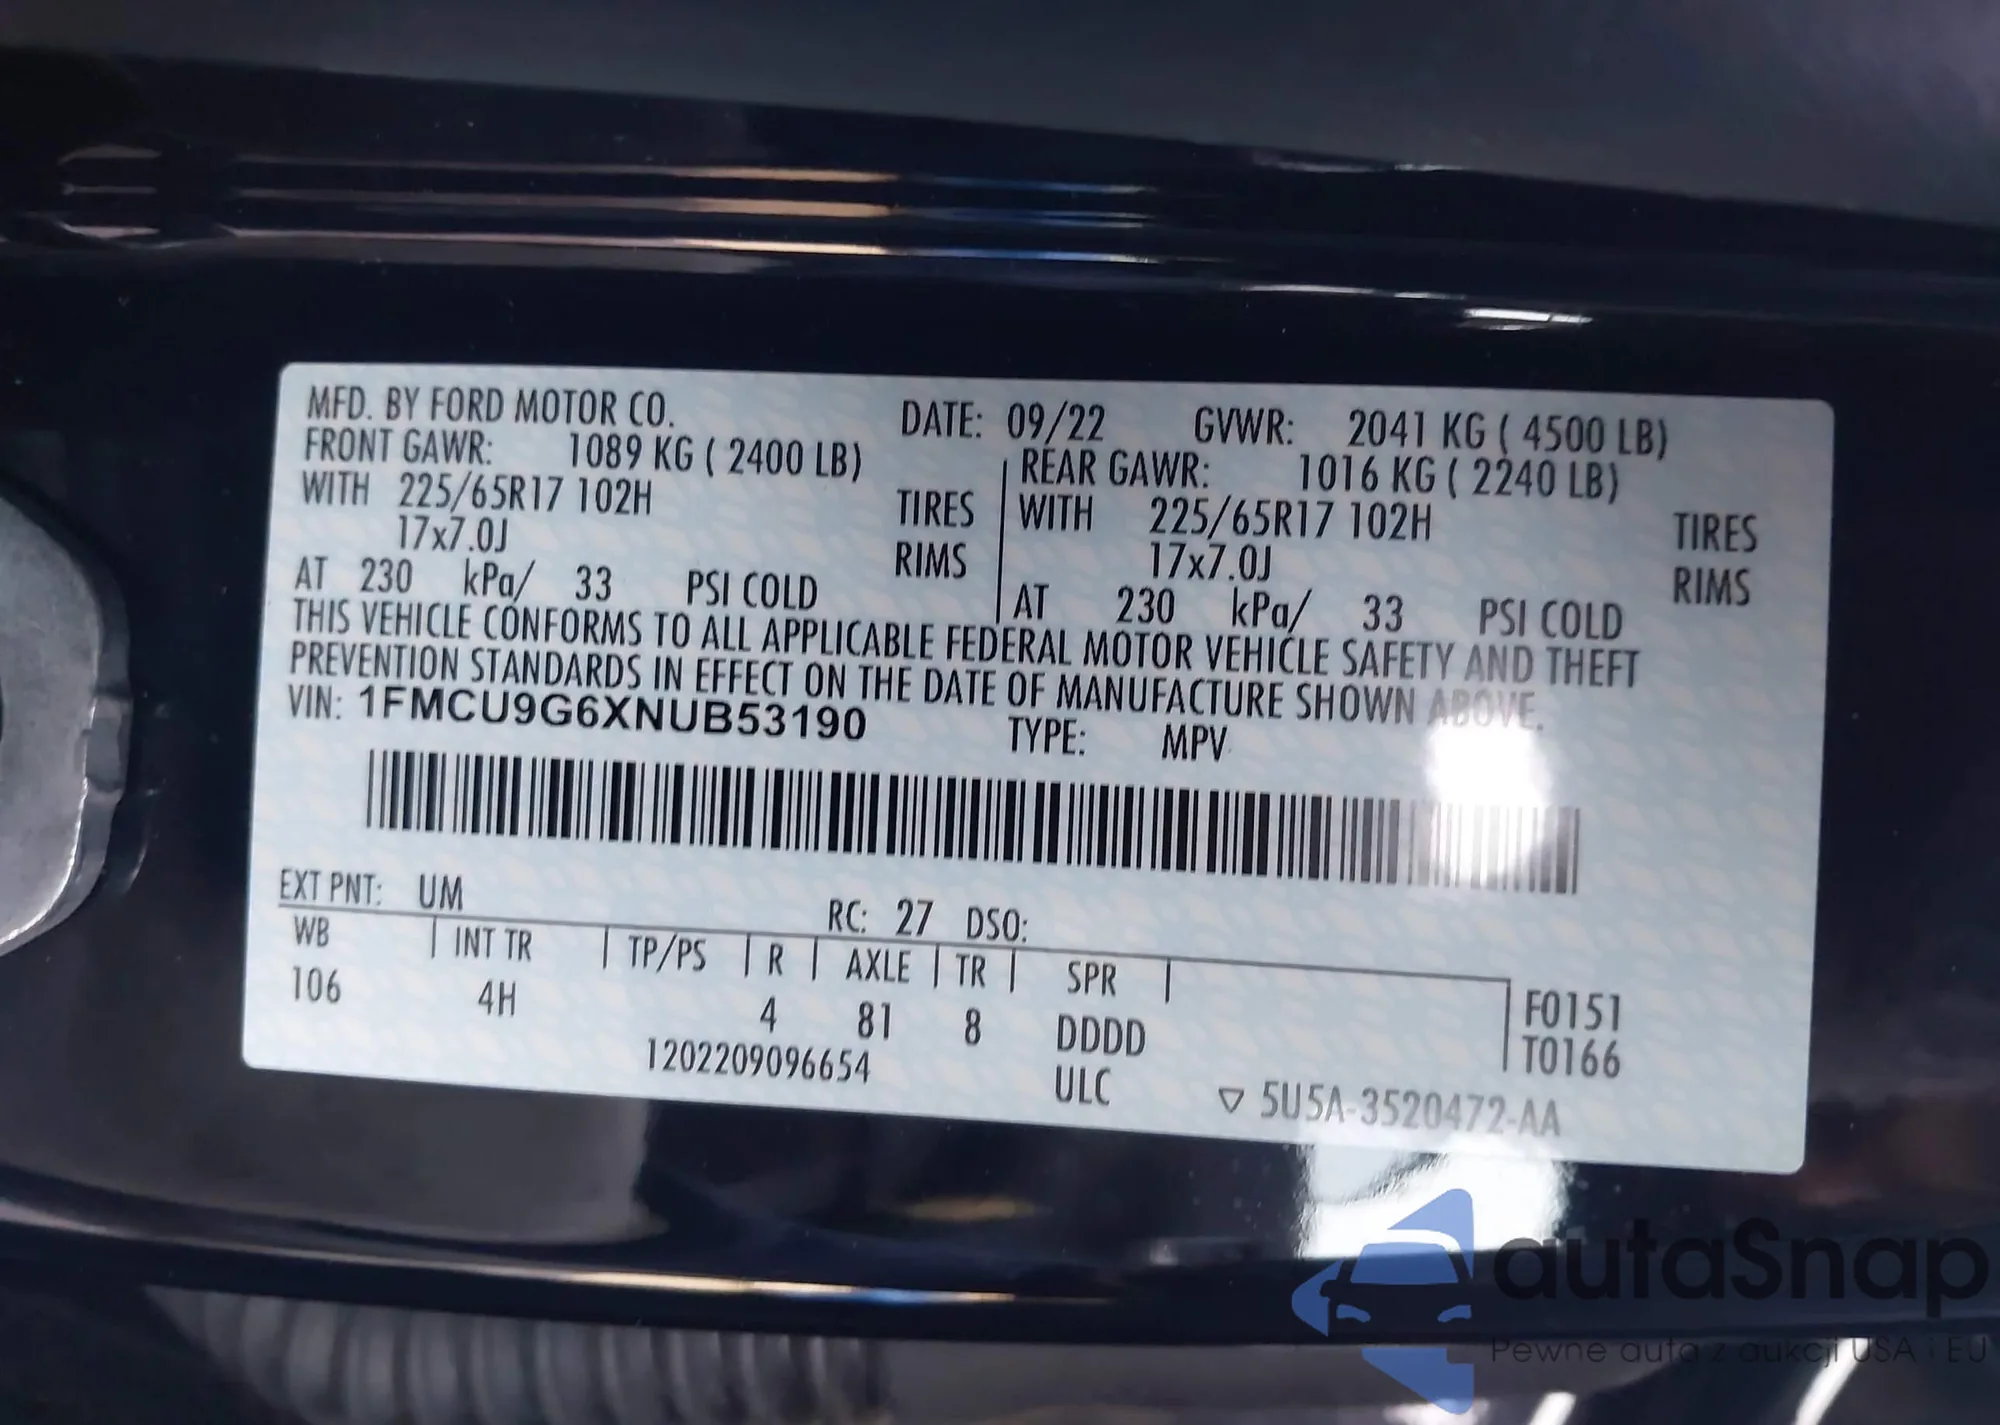 MFD. BY FORD MOTOR CO. DATE: 09/22 GVWR: 2041 KG ( 4500 LB)
FRONT GAWR: 1089 KG ( 2400 LB) REAR GAWR: 1016 KG ( 2240 LB)
WITH 225/65R17 102H TIRES WITH 225/65R17 102H TIRES
17x7.0J RIMS 17x7.0J RIMS
AT 230 kPa/ 33 PSI COLD AT 230 kPa/ 33 PSI COLD
THIS VEHICLE CONFORMS TO ALL APPLICABLE FEDERAL MOTOR VEHICLE SAFETY AND THEFT
PREVENTION STANDARDS IN EFFECT ON THE DATE OF MANUFACTURE SHOWN ABOVE.
VIN: 1FMCU9G6XNUB53190 TYPE: MPV
EXT PNT: UM RC: 27 DSO:
WB INT TR TP/PS R AXLE TR SPR
106 4H 4 81 8 DDDD F0151
1202209096654 ULC T0166
▽ 5U5A-3520472-AA
autaSnap
Pewne auta z aukcji USA i EU